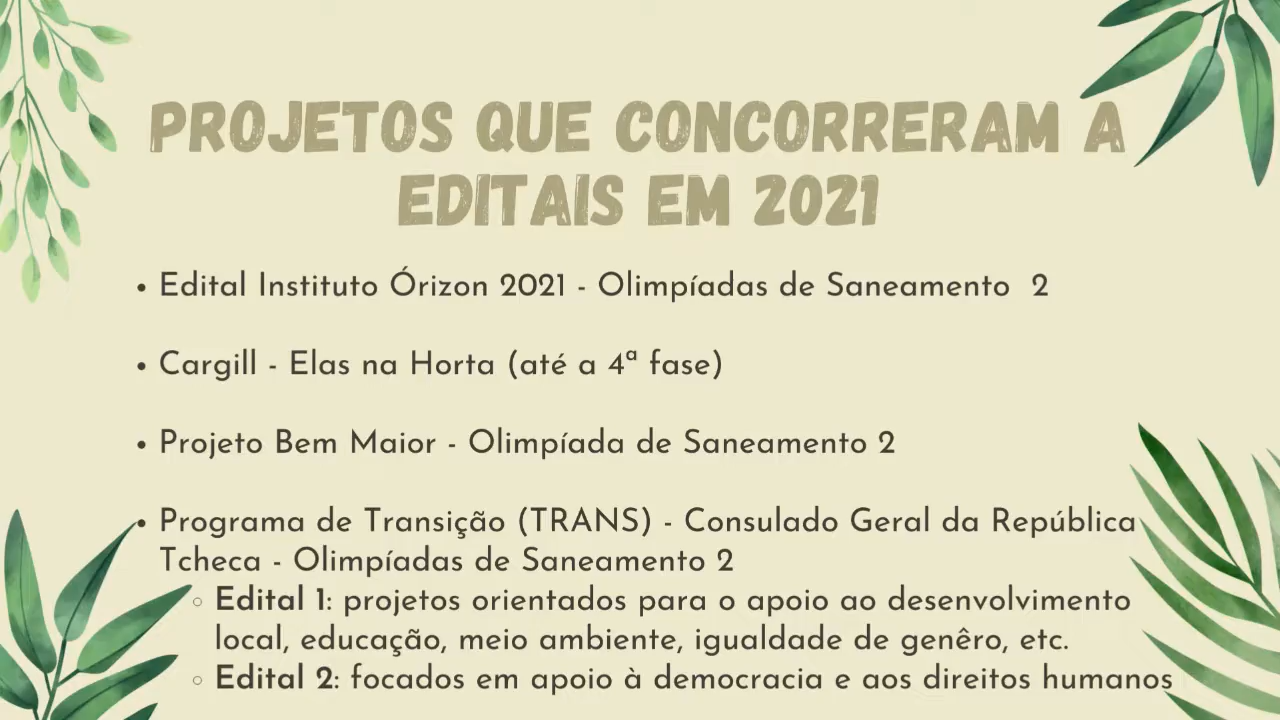 PROJETOS QUE CONCORRERAM A
EDITAIS EM 2021
• Edital Instituto Órizon 2021 - Olimpíadas de Saneamento 2
• Cargill - Elas na Horta (até a 4ª fase)
• Projeto Bem Maior - Olimpíada de Saneamento 2
• Programa de Transição (TRANS) - Consulado Geral da República
Tcheca - Olimpíadas de Saneamento 2
◦ Edital 1: projetos orientados para o apoio ao desenvolvimento
local, educação, meio ambiente, igualdade de genêro, etc.
◦ Edital 2: focados em apoio à democracia e aos direitos humanos